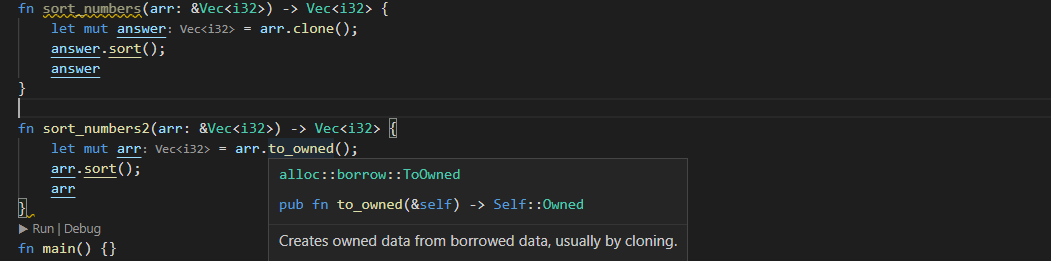 fn sort_numbers(arr: &Vec<i32>) -> Vec<i32> {
    let mut answer: Vec<i32> = arr.clone();
    answer.sort();
    answer
}
fn sort_numbers2(arr: &Vec<i32>) -> Vec<i32> {
    let mut arr: Vec<i32> = arr.to_owned();
    arr.sort();
    arr
}
alloc::borrow::ToOwned
pub fn to_owned(&self) -> Self::Owned
Creates owned data from borrowed data, usually by cloning.
▶ Run | Debug
fn main() {}